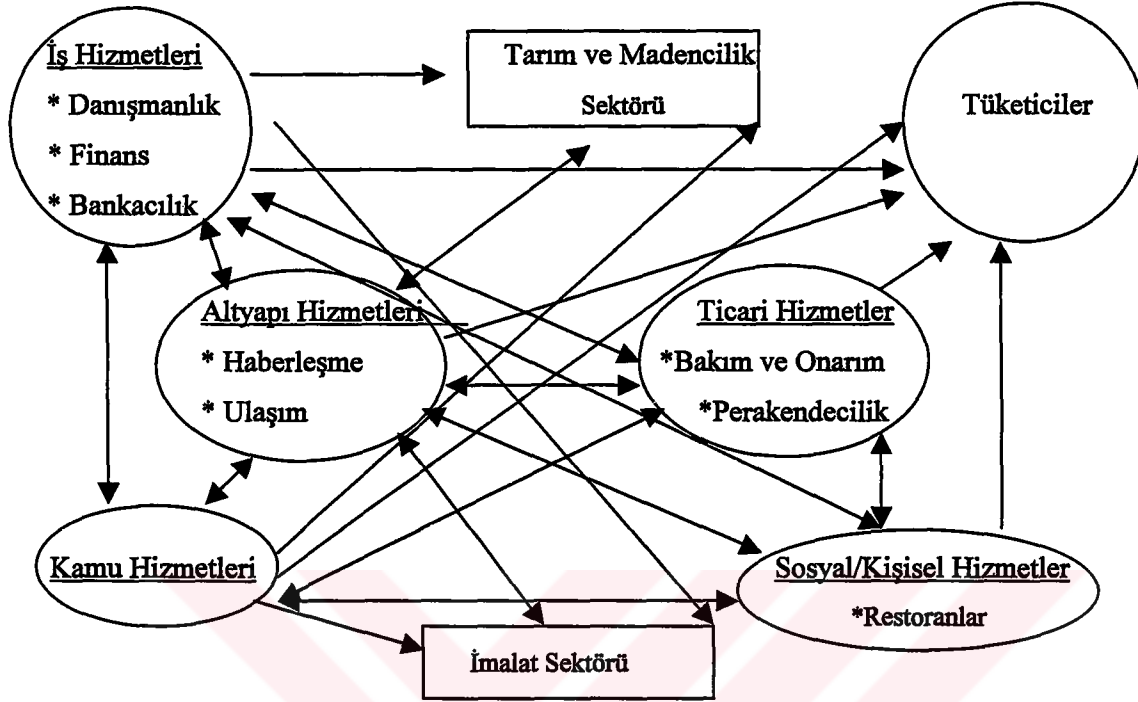 İş Hizmetleri
* Danışmanlık
* Finans
* Bankacılık
Tarım ve Madencilik
Sektörü
Tüketiciler
Altyapı Hizmetleri
* Haberleşme
* Ulaşım
Ticari Hizmetler
*Bakım ve Onarım
*Perakendecilik
Kamu Hizmetleri
Sosyal/Kişisel Hizmetler
*Restoranlar
İmalat Sektörü